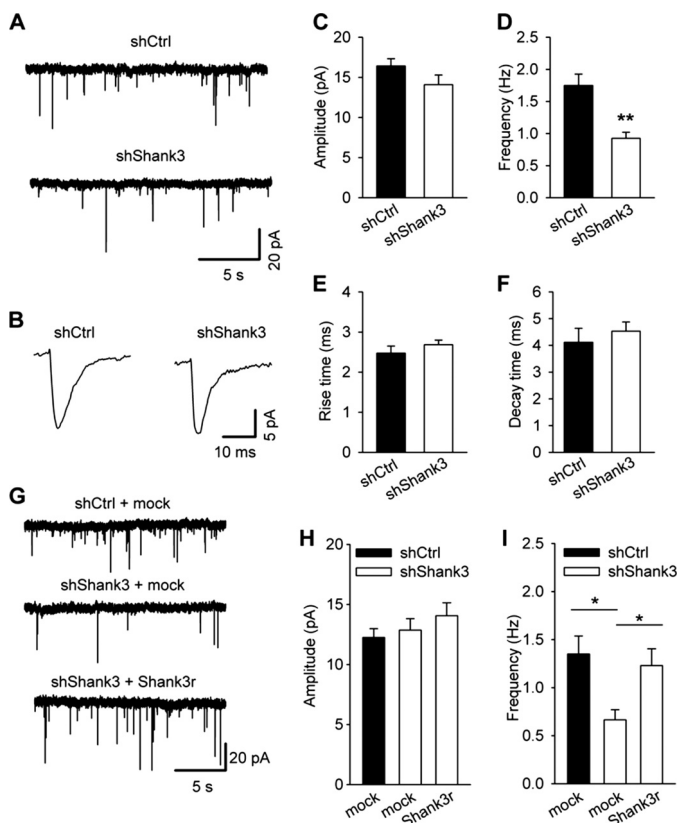 A
shCtrl
shShank3
20 pA
5 s
B
shCtrl
shShank3
5 pA
10 ms
C
Amplitude (pA)
20
15
10
5
0
shCtrl
shShank3
D
Frequency (Hz)
2.5
2.0
1.5
1.0
0.5
0.0
**
shCtrl
shShank3
E
Rise time (ms)
4
3
2
1
0
shCtrl
shShank3
F
Decay time (ms)
6
5
4
3
2
1
0
shCtrl
shShank3
G
shCtrl + mock
shShank3 + mock
shShank3 + Shank3r
20 pA
5 s
H
shCtrl
shShank3
Amplitude (pA)
20
15
10
5
0
mock
mock
Shank3r
I
shCtrl
shShank3
Frequency (Hz)
2.5
2.0
1.5
1.0
0.5
0.0
*
*
mock
mock
Shank3r